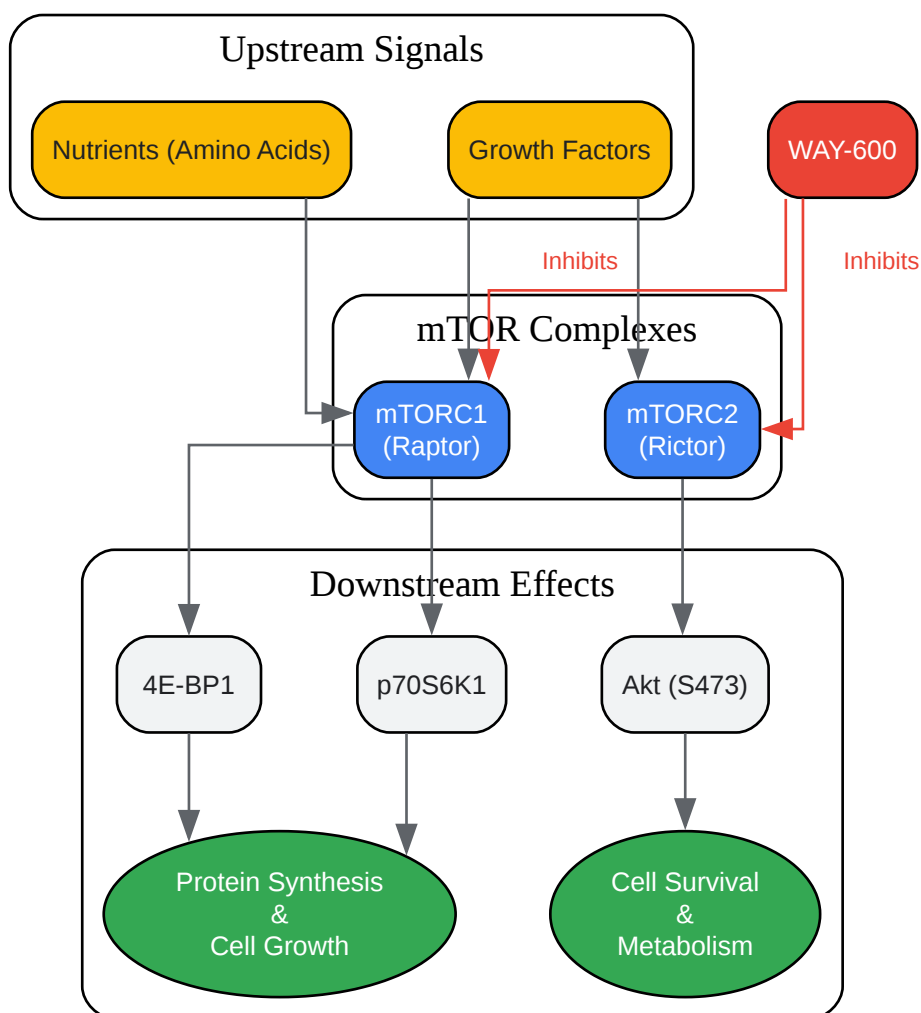 Upstream Signals
Nutrients (Amino Acids)
Growth Factors
WAY-600
Inhibits
Inhibits
mTOR Complexes
mTORC1
(Raptor)
mTORC2
(Rictor)
Downstream Effects
4E-BP1
p70S6K1
Akt (S473)
Protein Synthesis
&
Cell Growth
Cell Survival
&
Metabolism